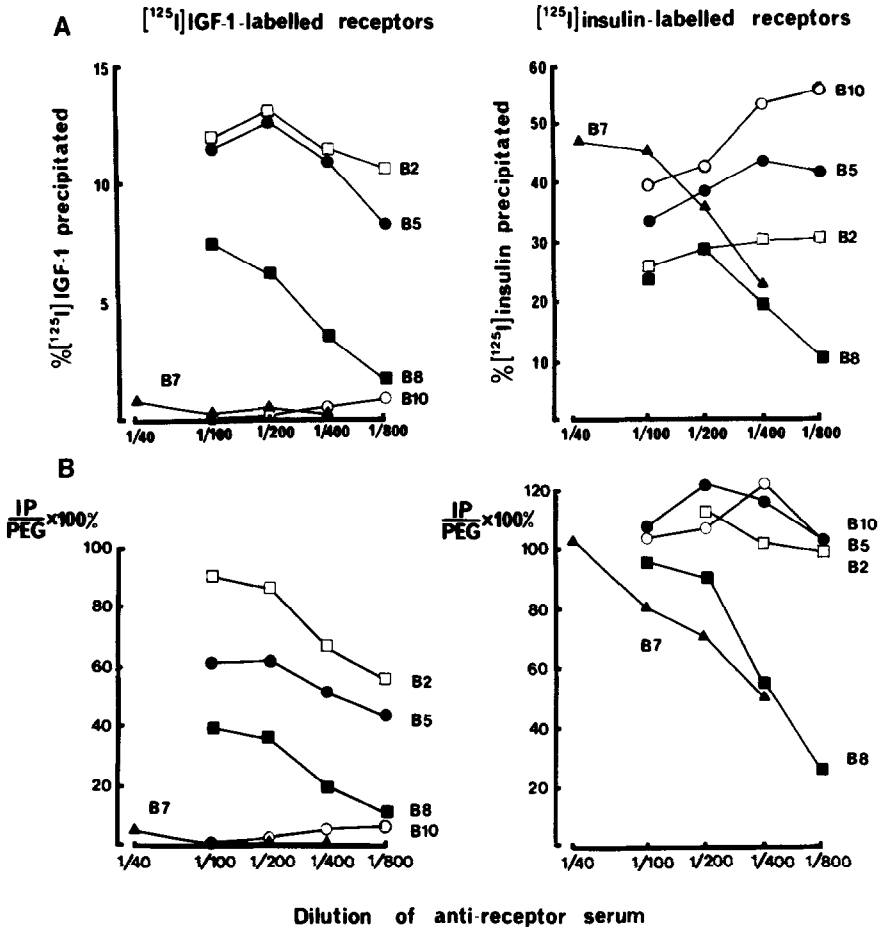 A
[¹²⁵I] IGF-1-labelled receptors
[¹²⁵I] insulin-labelled receptors
%[¹²⁵I] IGF-1 precipitated
15
10
5
B2
B5
B8
B7
B10
1/40 1/100 1/200 1/400 1/800
%[¹²⁵I] insulin precipitated
60
50
40
30
20
10
B7
B10
B5
B2
B8
1/40 1/100 1/200 1/400 1/800
B
IP/PEG ×100%
100
80
60
40
20
B2
B5
B7
B8
B10
1/40 1/100 1/200 1/400 1/800
IP/PEG ×100%
120
100
80
60
40
20
B10
B5
B2
B7
B8
1/40 1/100 1/200 1/400 1/800
Dilution of anti-receptor serum